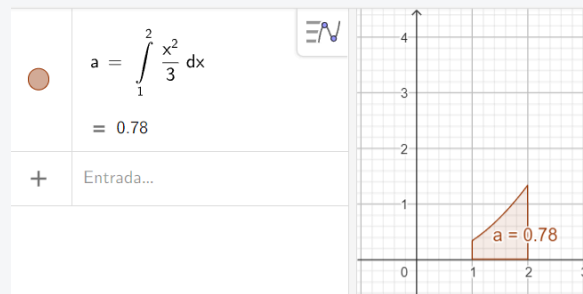 a = ∫₁² x²/3 dx
= 0.78
+ Entrada...
4
3
2
1
a = 0.78
0 1 2